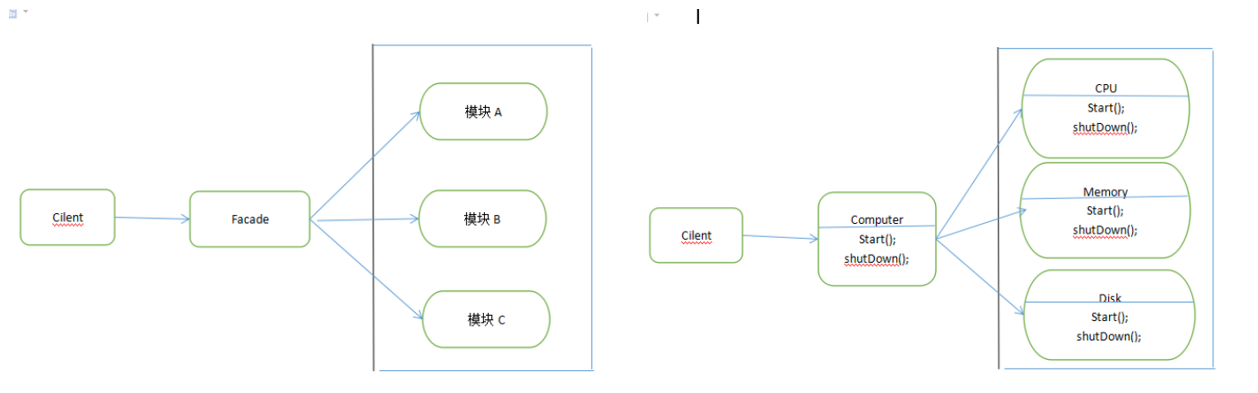 模块 A
Cilent
Facade
模块 B
模块 C
CPU
Start();
shutDown();
Memory
Start();
shutDown();
Cilent
Computer
Start();
shutDown();
Disk
Start();
shutDown();